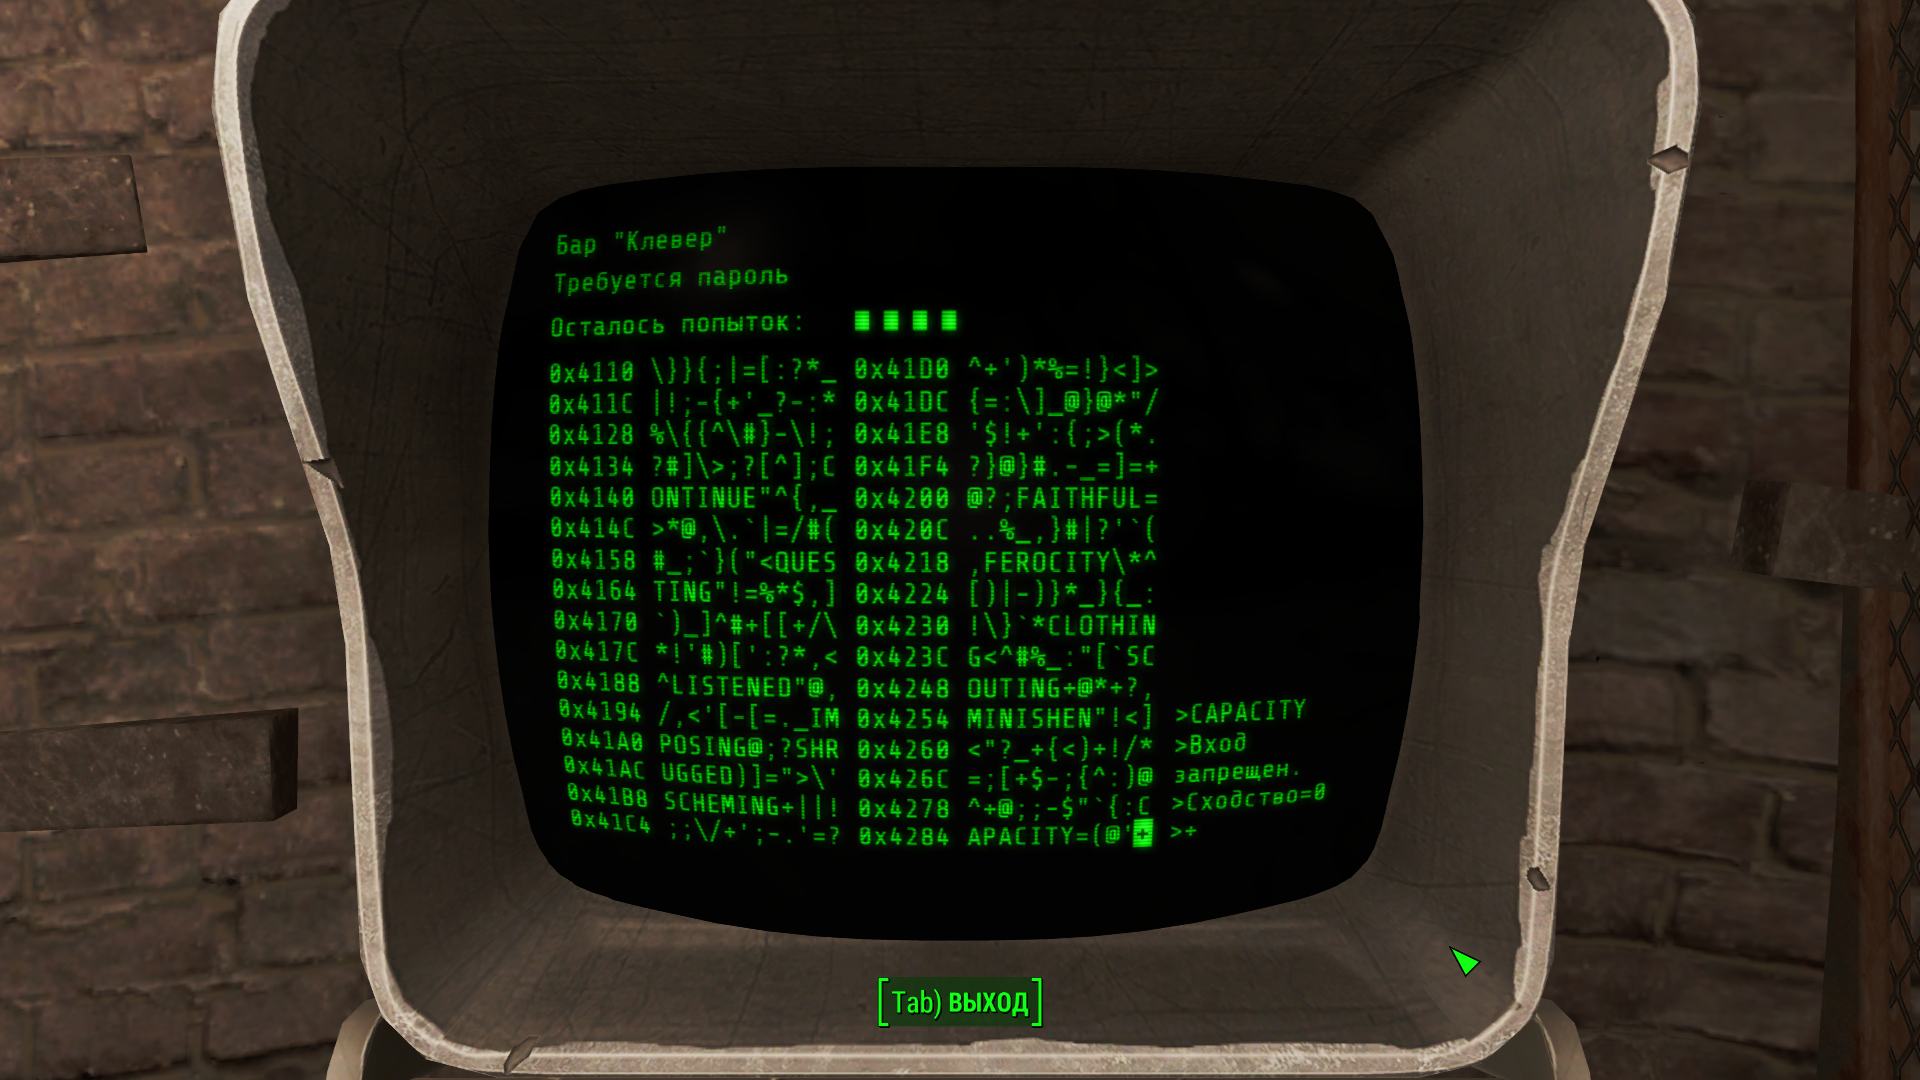 Бар "Клевер"
Требуется пароль
Осталось попыток:
0x4110 \}}{;|=[:?*_ 0x41D0 ^+')*%=!}<]>
0x411C |!;-{+'_?-:* 0x41DC {=:\]_@}@*"/
0x4128 %\{{^\#}-\!; 0x41E8 '$!+':{;>(*.
0x4134 ?#]\>;?[^];C 0x41F4 ?}@}#.-_=]=+
0x4140 ONTINUE"^{,_ 0x4200 @?;FAITHFUL=
0x414C >*@,\.`|=/#( 0x420C ..%_,}#|?'`(
0x4158 #_;`}("<QUES 0x4218 ,FEROCITY\*^
0x4164 TING"!=%*$,] 0x4224 [)|-)}*_}{_:
0x4170 `)_]^#+[[+/\ 0x4230 !\}`*CLOTHIN
0x417C *!'#)[':?*,< 0x423C G<^#%_:"[`SC
0x4188 ^LISTENED"@, 0x4248 OUTING+@*+?,
0x4194 /,<'[-[=._IM 0x4254 MINISHEN"!<] >CAPACITY
0x41A0 POSING@;?SHR 0x4260 <"?_+{<)+!/* >Вход
0x41AC UGGED)]=">\' 0x426C =;[+$-;{^:)@ запрещен.
0x41B8 SCHEMING+||! 0x4278 ^+@;;-$"`{:C >Сходство=0
0x41C4 ;;\/+';-.'=? 0x4284 APACITY=(@'+ >+
Tab) ВЫХОД